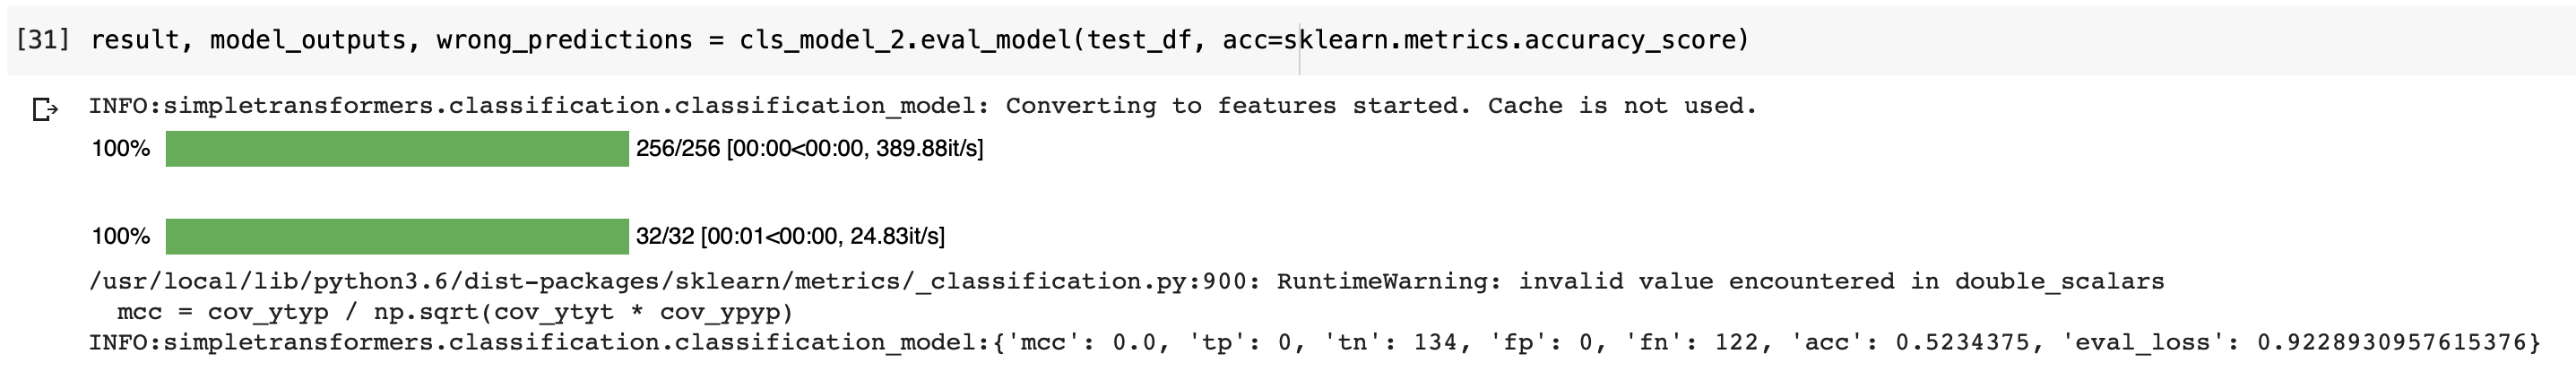 [31] result, model_outputs, wrong_predictions = cls_model_2.eval_model(test_df, acc=sklearn.metrics.accuracy_score)
INFO:simpletransformers.classification.classification_model: Converting to features started. Cache is not used.
100% 256/256 [00:00<00:00, 389.88it/s]
100% 32/32 [00:01<00:00, 24.83it/s]
/usr/local/lib/python3.6/dist-packages/sklearn/metrics/_classification.py:900: RuntimeWarning: invalid value encountered in double_scalars
mcc = cov_ytyp / np.sqrt(cov_ytyt * cov_ypyp)
INFO:simpletransformers.classification.classification_model:{'mcc': 0.0, 'tp': 0, 'tn': 134, 'fp': 0, 'fn': 122, 'acc': 0.5234375, 'eval_loss': 0.9228930957615376}